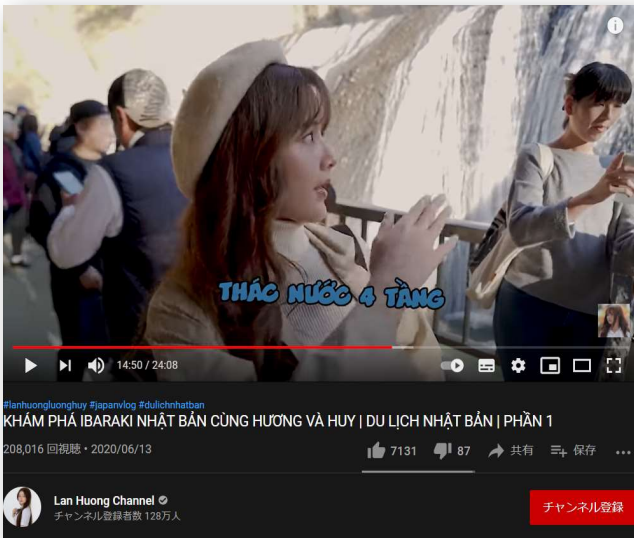 THÁC NƯỚC 4 TẦNG
14:50 / 24:08
#lanhuongluonghuy #japanvlog #dulichnhatban
KHÁM PHÁ IBARAKI NHẬT BẢN CÙNG HƯƠNG VÀ HUY | DU LỊCH NHẬT BẢN | PHẦN 1
208,016 回視聴 • 2020/06/13 7131 87 共有 保存
Lan Huong Channel
チャンネル登録者数 128万人
チャンネル登録